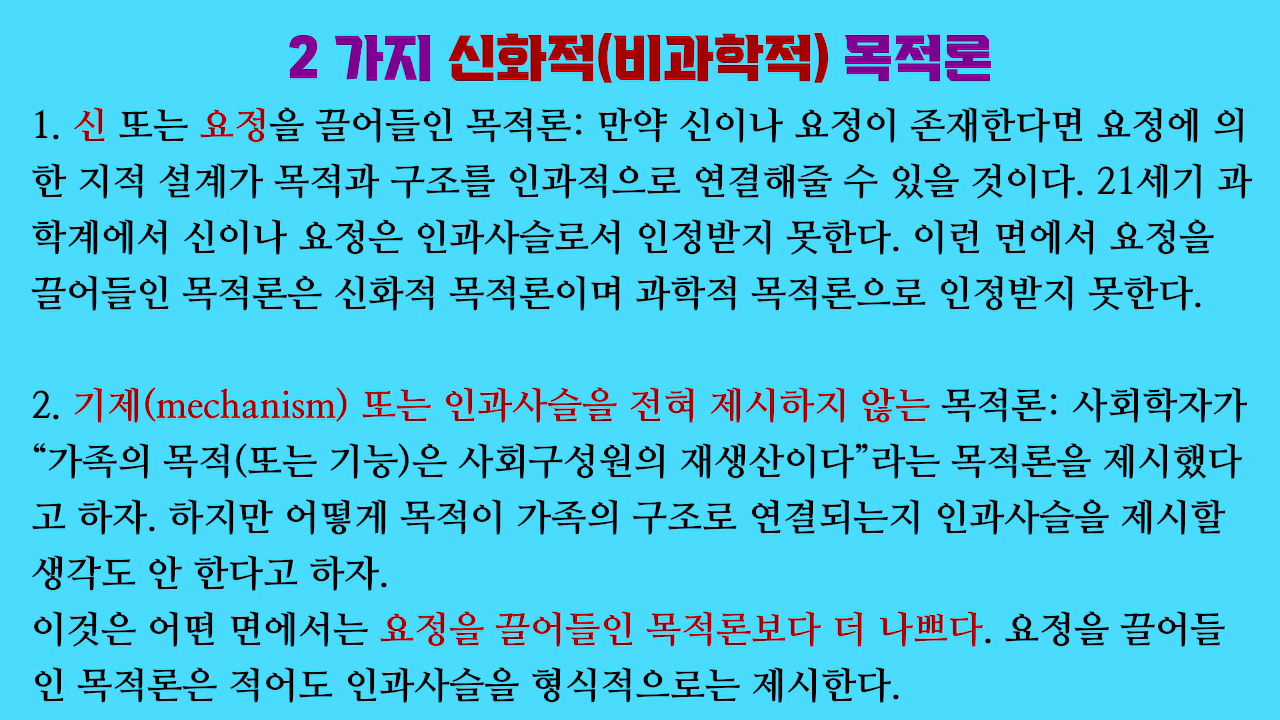 2 가지 신화적(비과학적) 목적론
1. 신 또는 요정을 끌어들인 목적론: 만약 신이나 요정이 존재한다면 요정에 의
한 지적 설계가 목적과 구조를 인과적으로 연결해줄 수 있을 것이다. 21세기 과
학계에서 신이나 요정은 인과사슬로서 인정받지 못한다. 이런 면에서 요정을
끌어들인 목적론은 신화적 목적론이며 과학적 목적론으로 인정받지 못한다.
2. 기제(mechanism) 또는 인과사슬을 전혀 제시하지 않는 목적론: 사회학자가
“가족의 목적(또는 기능)은 사회구성원의 재생산이다”라는 목적론을 제시했다
고 하자. 하지만 어떻게 목적이 가족의 구조로 연결되는지 인과사슬을 제시할
생각도 안 한다고 하자.
이것은 어떤 면에서는 요정을 끌어들인 목적론보다 더 나쁘다. 요정을 끌어들
인 목적론은 적어도 인과사슬을 형식적으로는 제시한다.